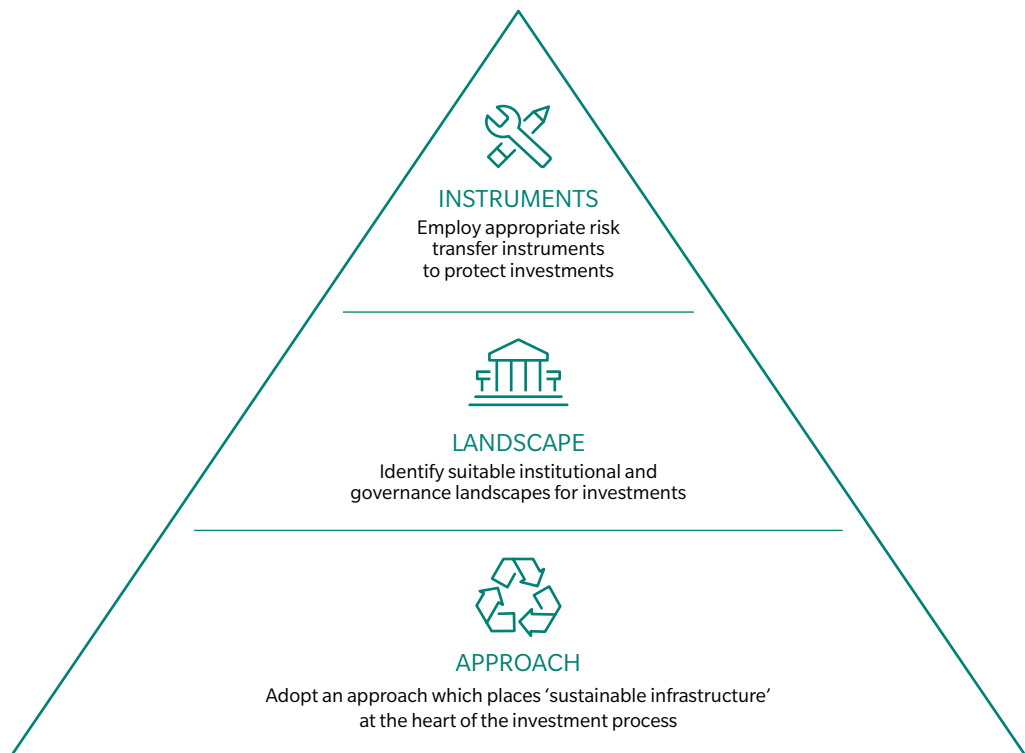 INSTRUMENTS
Employ appropriate risk
transfer instruments
to protect investments
LANDSCAPE
Identify suitable institutional and
governance landscapes for investments
APPROACH
Adopt an approach which places ‘sustainable infrastructure’
at the heart of the investment process